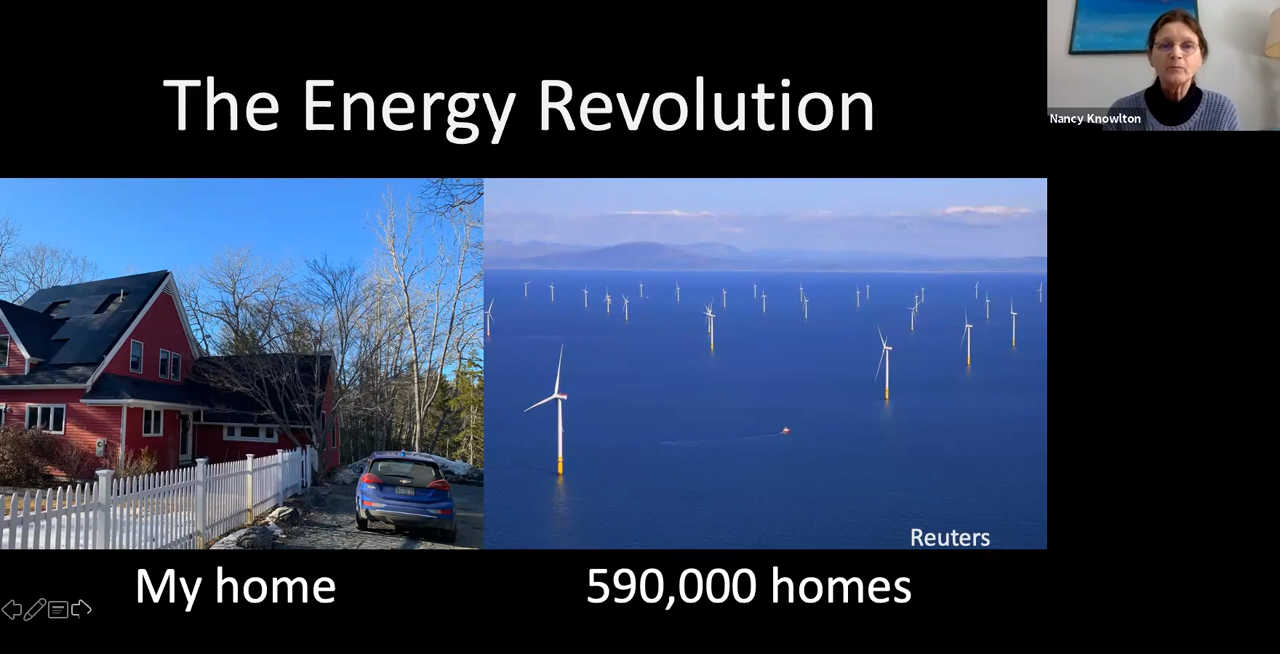 The Energy Revolution
Nancy Knowlton
Reuters
My home
590,000 homes